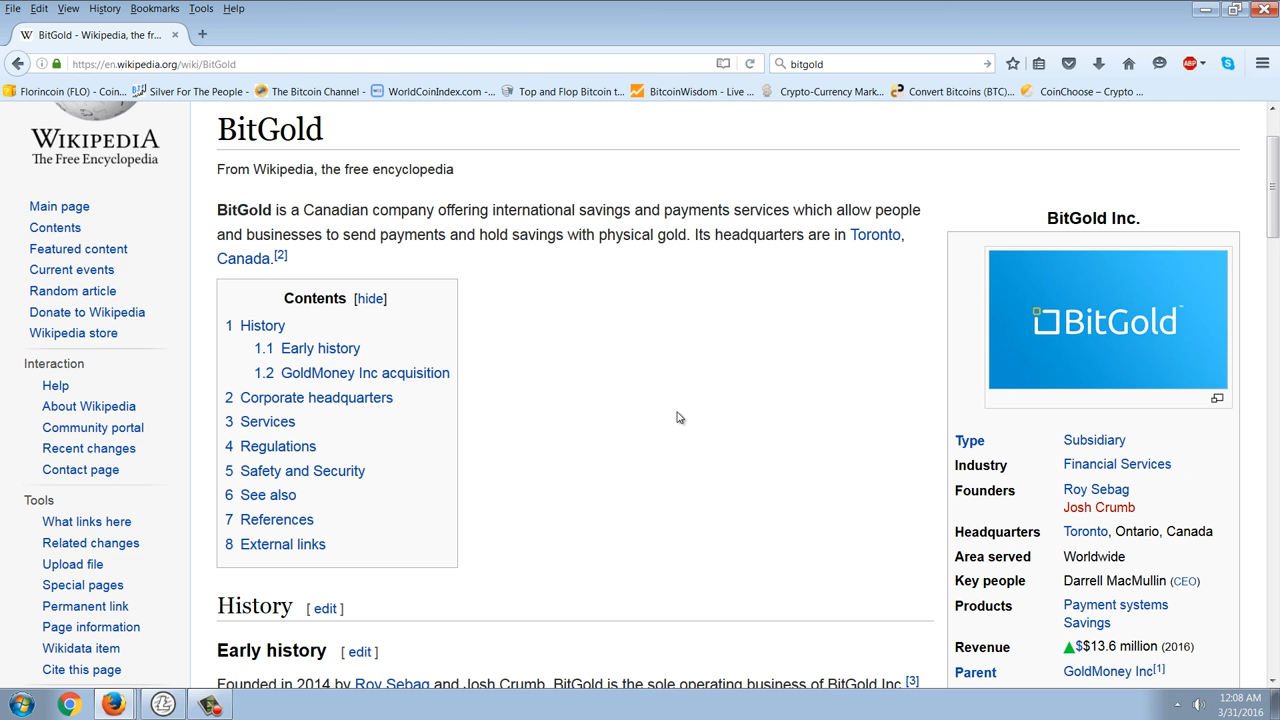 File Edit View History Bookmarks Tools Help
W BitGold - Wikipedia, the fr... × +
https://en.wikipedia.org/wiki/BitGold
bitgold
ABP
Florincoin (FLO) - Coin...
Silver For The People -
The Bitcoin Channel -
WorldCoinIndex.com -...
Top and Flop Bitcoin t...
BitcoinWisdom - Live ...
Crypto-Currency Mark...
Convert Bitcoins (BTC)...
CoinChoose – Crypto ...
WIKIPEDIA
The Free Encyclopedia
Main page
Contents
Featured content
Current events
Random article
Donate to Wikipedia
Wikipedia store
Interaction
Help
About Wikipedia
Community portal
Recent changes
Contact page
Tools
What links here
Related changes
Upload file
Special pages
Permanent link
Page information
Wikidata item
Cite this page
BitGold
From Wikipedia, the free encyclopedia
BitGold is a Canadian company offering international savings and payments services which allow people
and businesses to send payments and hold savings with physical gold. Its headquarters are in Toronto,
Canada.[2]
Contents [hide]
1 History
1.1 Early history
1.2 GoldMoney Inc acquisition
2 Corporate headquarters
3 Services
4 Regulations
5 Safety and Security
6 See also
7 References
8 External links
History [ edit ]
Early history [ edit ]
Founded in 2014 by Roy Sebag and Josh Crumb, BitGold is the sole operating business of BitGold Inc.[3]
BitGold Inc.
BitGold™
Type Subsidiary
Industry Financial Services
Founders Roy Sebag
Josh Crumb
Headquarters Toronto, Ontario, Canada
Area served Worldwide
Key people Darrell MacMullin (CEO)
Products Payment systems
Savings
Revenue ▲$$13.6 million (2016)
Parent GoldMoney Inc[1]
12:08 AM
3/31/2016